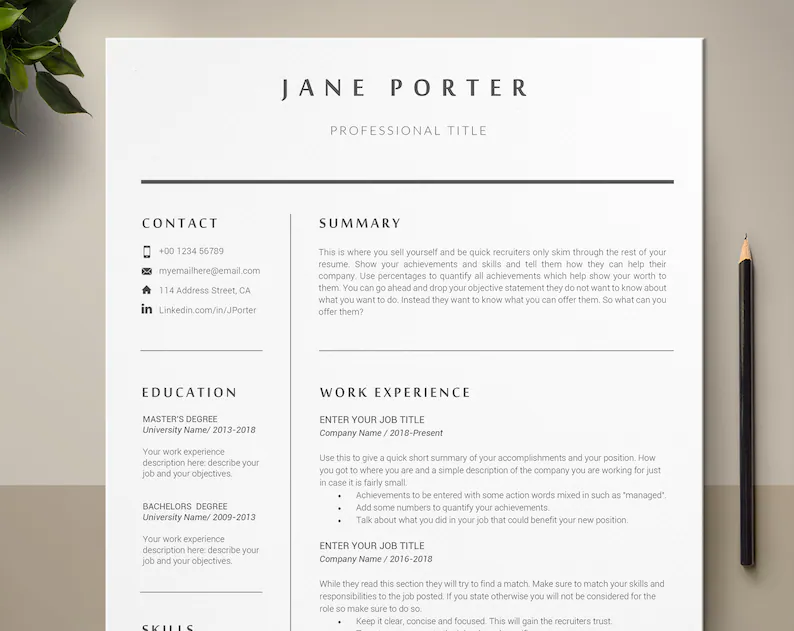 JANE PORTER
PROFESSIONAL TITLE
CONTACT
+00 1234 56789
myemailhere@email.com
114 Address Street, CA
Linkedin.com/in/JPorter
EDUCATION
MASTER'S DEGREE
University Name/ 2013-2018
Your work experience
description here: describe your
job and your objectives.
BACHELORS DEGREE
University Name/ 2009-2013
Your work experience
description here: describe your
job and your objectives.
SKILLS
SUMMARY
This is where you sell yourself and be quick recruiters only skim through the rest of your
resume. Show your achievements and skills and tell them how they can help their
company. Use percentages to quantify all achievements which help show your worth to
them. You can go ahead and drop your objective statement they do not want to know about
what you want to do. Instead they want to know what you can offer them. So what can you
offer them?
WORK EXPERIENCE
ENTER YOUR JOB TITLE
Company Name / 2018-Present
Use this to give a quick short summary of your accomplishments and your position. How
you got to where you are and a simple description of the company you are working for just
in case it is fairly small.
• Achievements to be entered with some action words mixed in such as "managed".
• Add some numbers to quantify your achievements.
• Talk about what you did in your job that could benefit your new position.
ENTER YOUR JOB TITLE
Company Name / 2016-2018
While they read this section they will try to find a match. Make sure to match your skills and
responsibilities to the job posted. If you state otherwise you will not be considered for the
role so make sure to do so.
• Keep it clear, concise and focused. This will gain the recruiters trust.